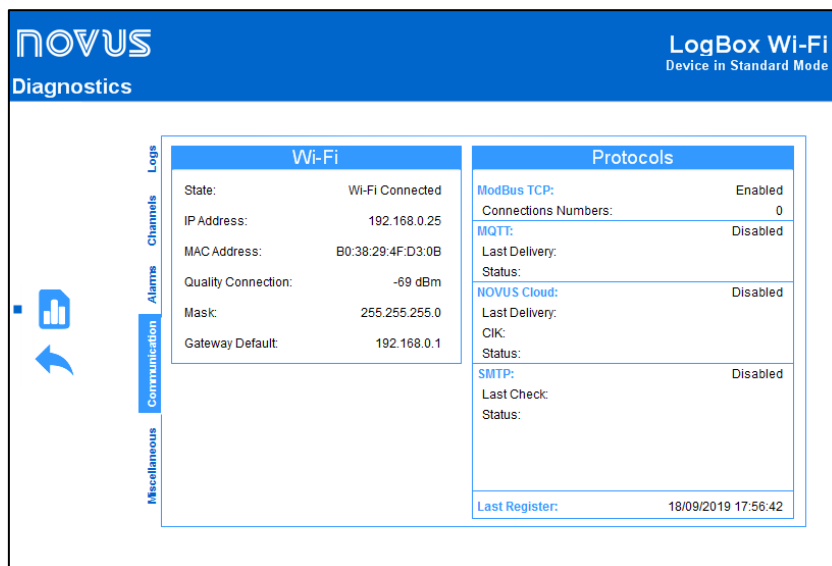 NOVUS
LogBox Wi-Fi
Device in Standard Mode
Diagnostics
Logs
Channels
Alarms
Communication
Miscellaneous
Wi-Fi
State: Wi-Fi Connected
IP Address: 192.168.0.25
MAC Address: B0:38:29:4F:D3:0B
Quality Connection: -69 dBm
Mask: 255.255.255.0
Gateway Default: 192.168.0.1
Protocols
ModBus TCP: Enabled
Connections Numbers: 0
MQTT: Disabled
Last Delivery:
Status:
NOVUS Cloud: Disabled
Last Delivery:
CIK:
Status:
SMTP: Disabled
Last Check:
Status:
Last Register: 18/09/2019 17:56:42